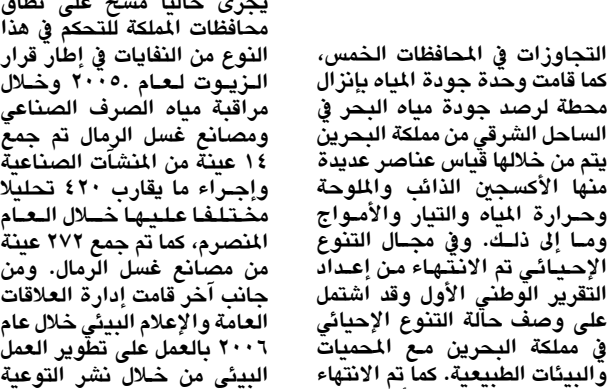 التجاوزات في المحافظات الخمس،
كما قامت وحدة جودة المياه بإنزال
محطة لرصد جودة مياه البحر في
الساحل الشرقي من مملكة البحرين
يتم من خلالها قياس عناصر عديدة
منها الأكسجين الذائب والملوحة
وحرارة المياه والتيار والأمواج
وما إلى ذلك. وفي مجال التنوع
الإحيائي تم الانتهاء من إعداد
التقرير الوطني الأول وقد اشتمل
على وصف حالة التنوع الإحيائي
في مملكة البحرين مع المحميات
والبيئات الطبيعية. كما تم الانتهاء
يجرى حاليا مسح على نطاق
محافظات المملكة للتحكم في هذا
النوع من النفايات في إطار قرار
الزيوت لعام ٢٠٠٥. وخلال
مراقبة مياه الصرف الصناعي
ومصانع غسل الرمال تم جمع
١٤ عينة من المنشآت الصناعية
وإجراء ما يقارب ٤٢٠ تحليلا
مختلفا عليها خلال العام
المنصرم، كما تم جمع ٢٧٢ عينة
من مصانع غسل الرمال. ومن
جانب آخر قامت إدارة العلاقات
العامة والإعلام البيئي خلال عام
٢٠٠٦ بالعمل على تطوير العمل
البيئي من خلال نشر التوعية